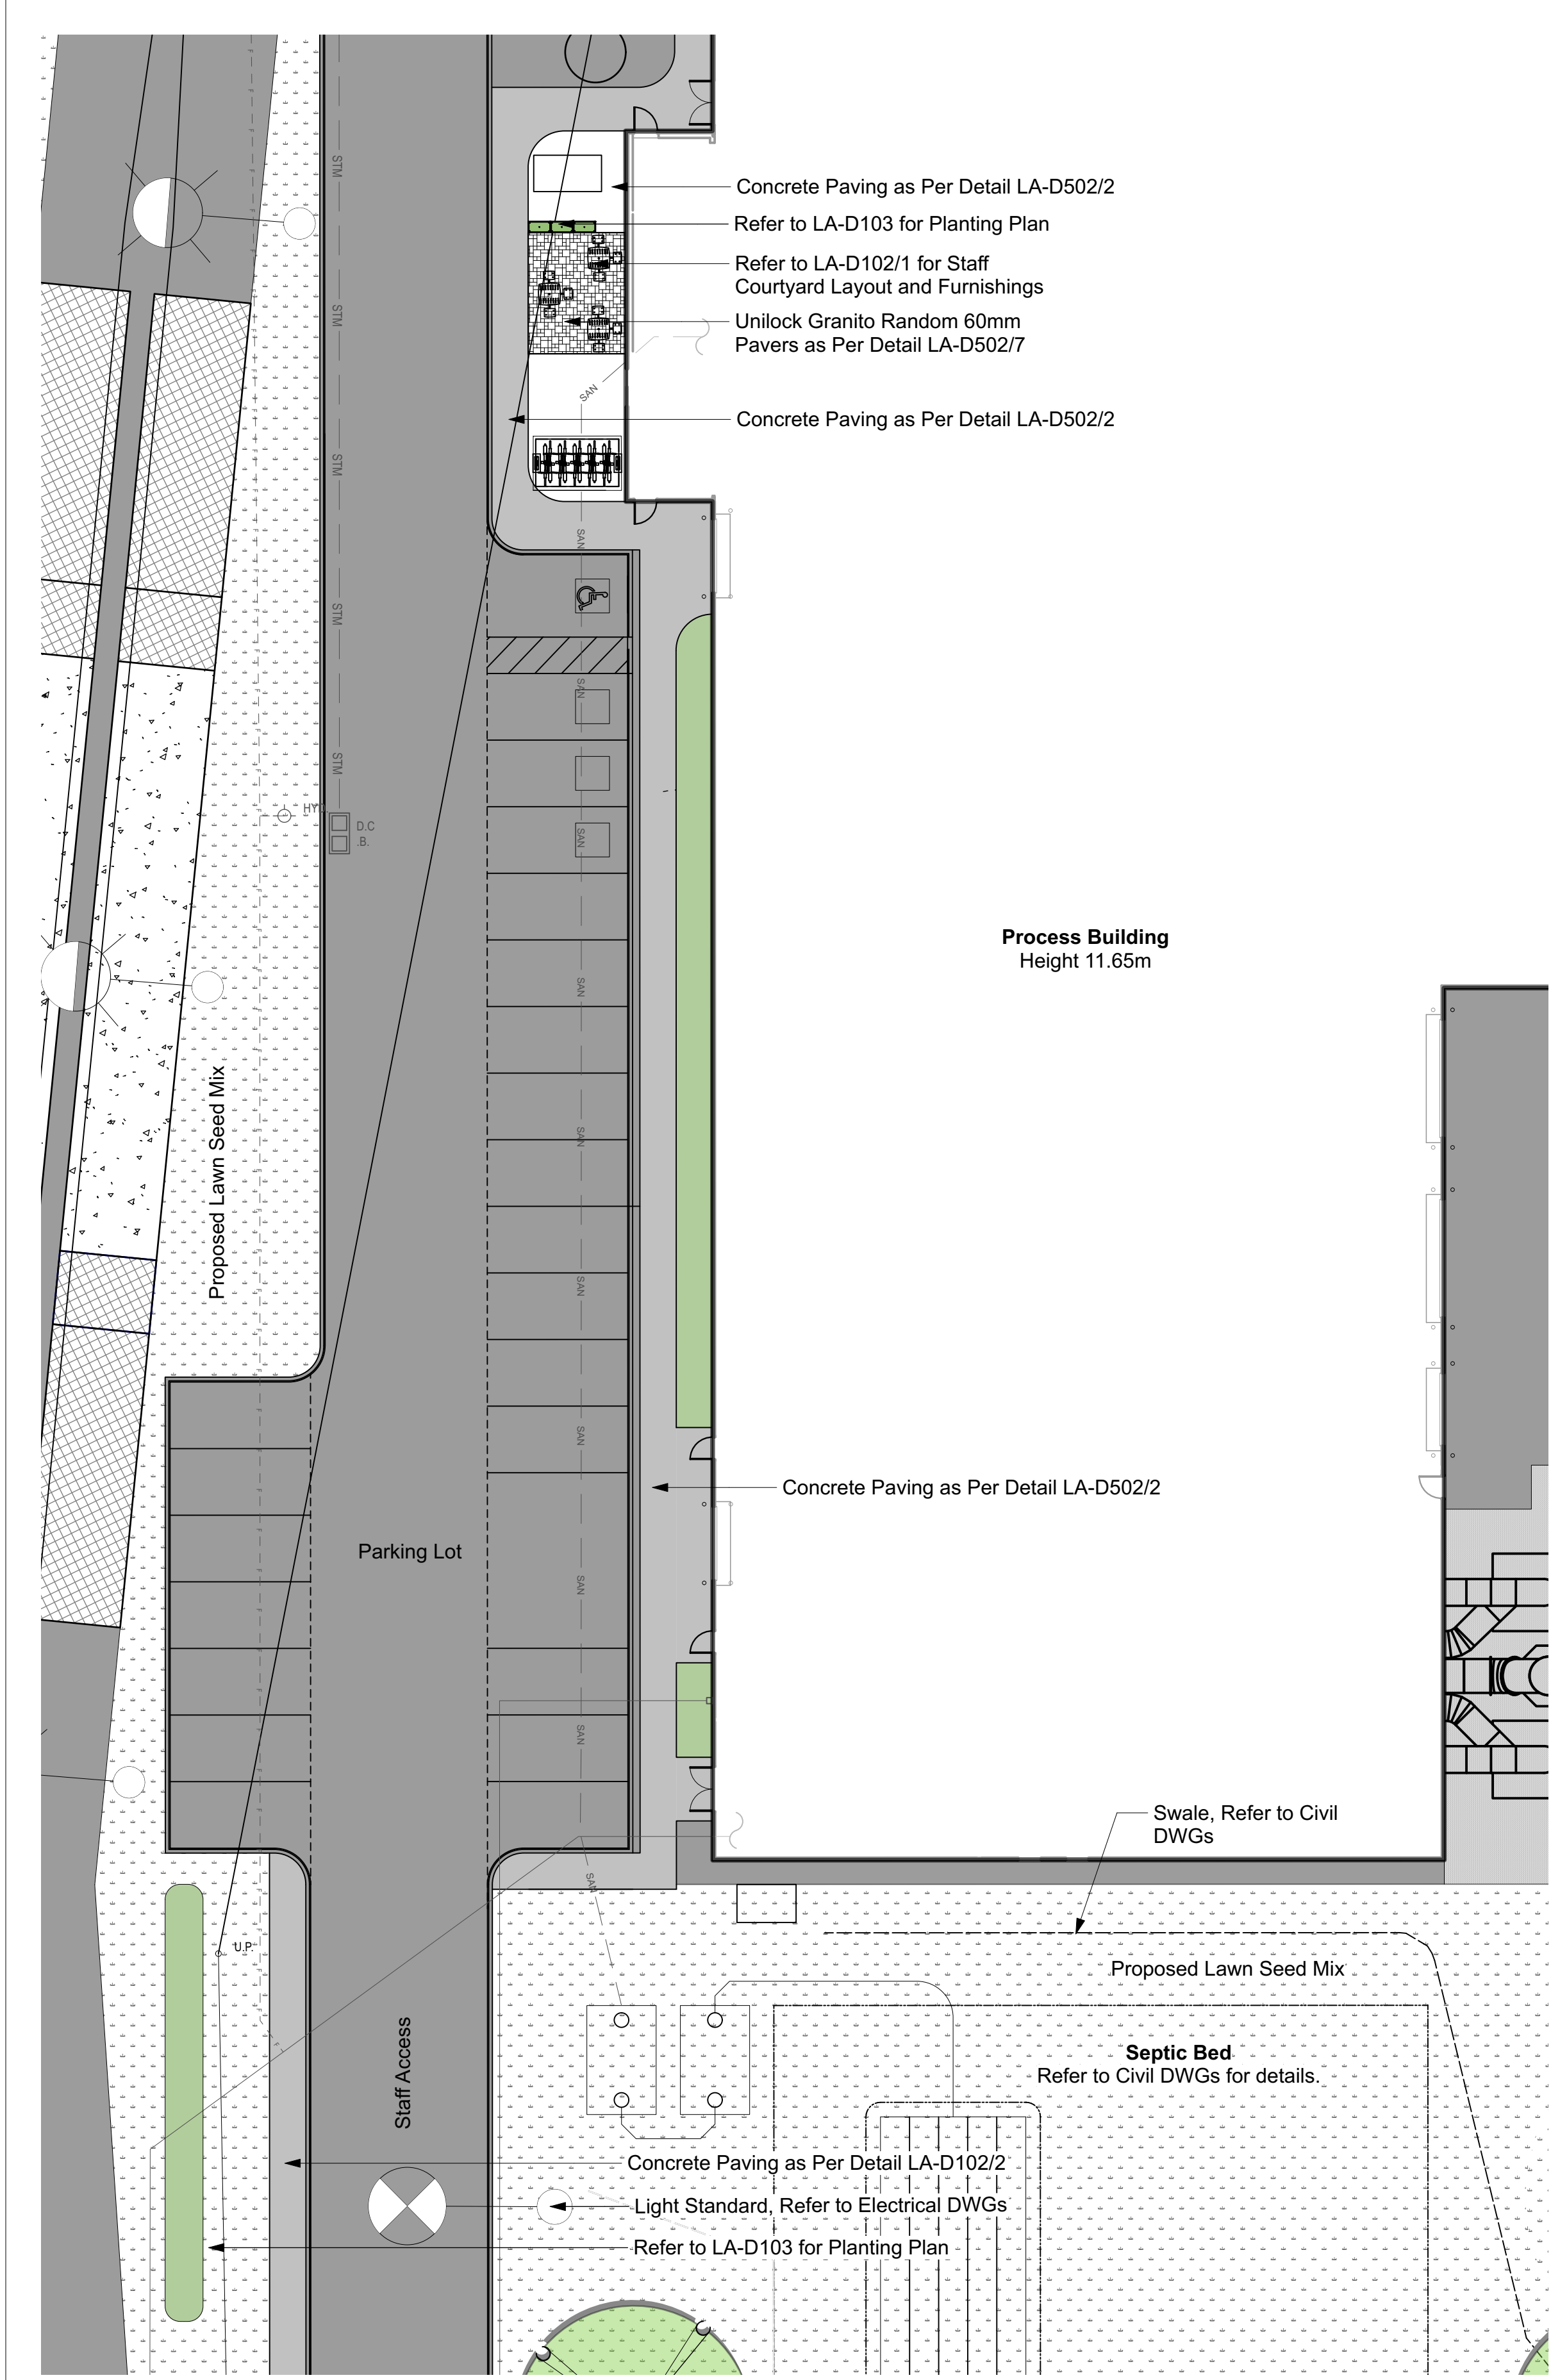 STM
Concrete Paving as Per Detail LA-D502/2
Refer to LA-D103 for Planting Plan
Refer to LA-D102/1 for Staff
Courtyard Layout and Furnishings
STM
Unilock Granito Random 60mm
Pavers as Per Detail LA-D502/7
SAN
Concrete Paving as Per Detail LA-D502/2
STM
SAN
STM
SAN
STM
HY
D.C
.B.
SAN
Process Building
Height 11.65m
SAN
SAN
Proposed Lawn Seed Mix
SAN
SAN
Concrete Paving as Per Detail LA-D502/2
Parking Lot
SAN
SAN
Swale, Refer to Civil
DWGs
SAN
U.P.
Proposed Lawn Seed Mix
Septic Bed
Refer to Civil DWGs for details.
Staff Access
Concrete Paving as Per Detail LA-D102/2
Light Standard, Refer to Electrical DWGs
Refer to LA-D103 for Planting Plan